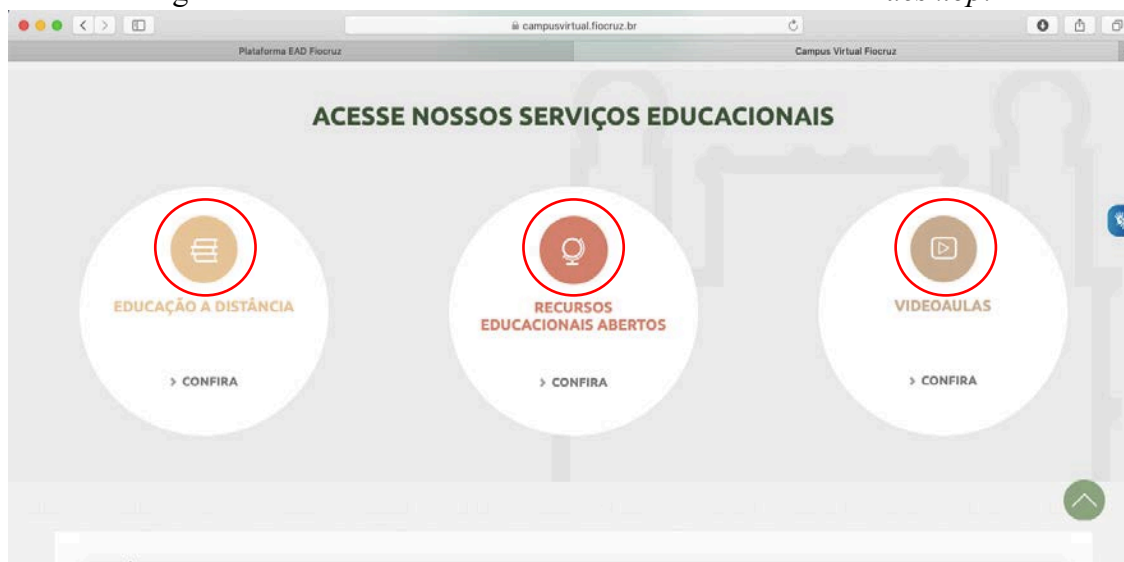 campusvirtual.fiocruz.br
Plataforma EAD Fiocruz
Campus Virtual Fiocruz
ACESSE NOSSOS SERVIÇOS EDUCACIONAIS
EDUCAÇÃO A DISTÂNCIA
> CONFIRA
RECURSOS
EDUCACIONAIS ABERTOS
> CONFIRA
VIDEOAULAS
> CONFIRA